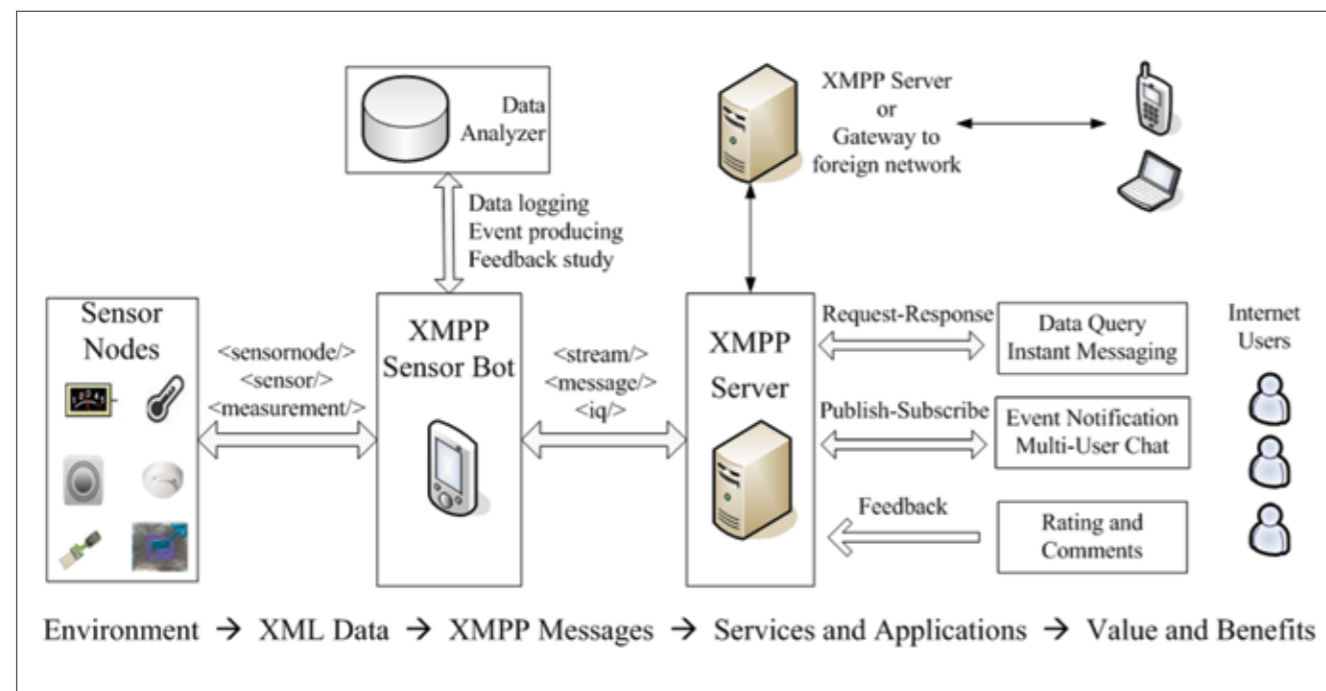 Data
Analyzer
XMPP Server
or
Gateway to
foreign network
Data logging
Event producing
Feedback study
Sensor
Nodes
<sensornode/>
<sensor/>
<measurement/>
XMPP
Sensor Bot
<stream/>
<message/>
<iq/>
XMPP
Server
Request-Response
Data Query
Instant Messaging
Publish-Subscribe
Event Notification
Multi-User Chat
Feedback
Rating and
Comments
Internet
Users
Environment → XML Data → XMPP Messages → Services and Applications → Value and Benefits